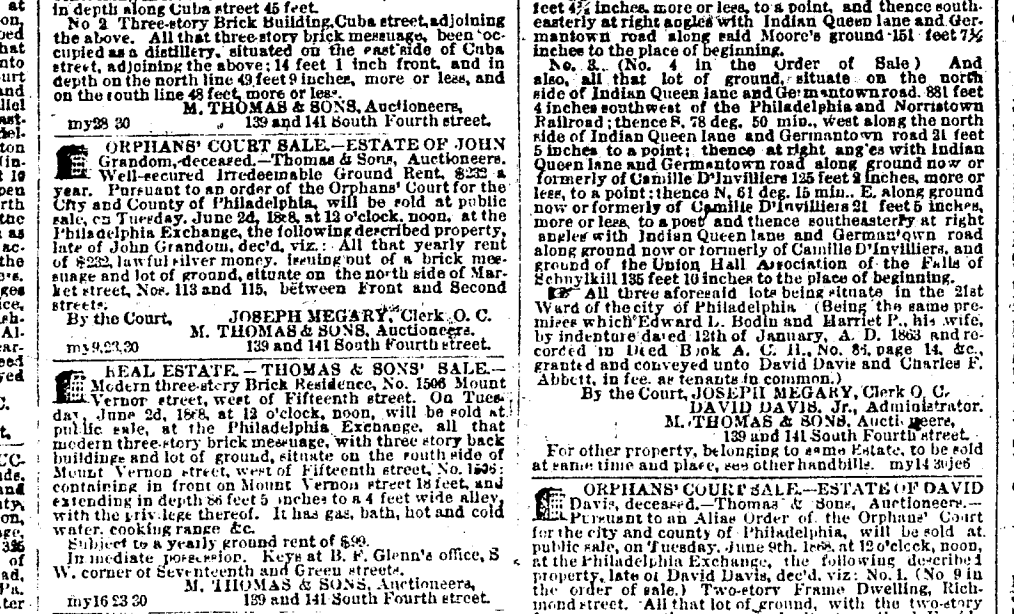 in depth along Cuba street 45 feet.
No 2 Three-story Brick Building, Cuba street, adjoining
the above. All that three-story brick messuage, been oc-
cupied as a distillery, situated on the east side of Cuba
street, adjoining the above; 14 feet 1 inch front, and in
depth on the north line 49 feet 9 inches, more or less, and
on the south line 48 feet, more or less.
M. THOMAS & SONS, Auctioneers,
my28 30 139 and 141 South Fourth street.
ORPHANS' COURT SALE.—ESTATE OF JOHN
Grandom, deceased.—Thomas & Sons, Auctioneers.
Well-secured Irredeemable Ground Rent, $232 a
year. Pursuant to an order of the Orphans' Court for the
City and County of Philadelphia, will be sold at public
sale, on Tuesday, June 2d, 1868, at 12 o'clock, noon, at the
Philadelphia Exchange, the following described property,
late of John Grandom, dec'd, viz.: All that yearly rent
of $232, lawful silver money, issuing out of a brick mes-
suage and lot of ground, situate on the north side of Mar-
ket street, Nos. 113 and 115, between Front and Second
streets.
By the Court, JOSEPH MEGARY, Clerk O. C.
M. THOMAS & SONS, Auctioneers.
my9,23,30 139 and 141 South Fourth street.
REAL ESTATE.—THOMAS & SONS' SALE.—
Modern three-story Brick Residence, No. 1506 Mount
Vernon street, west of Fifteenth street. On Tues-
day, June 2d, 1868, at 12 o'clock, noon, will be sold at
public sale, at the Philadelphia Exchange, all that
modern three-story brick messuage, with three story back
buildings and lot of ground, situate on the south side of
Mount Vernon street, west of Fifteenth street, No. 1506;
containing in front on Mount Vernon street 18 feet, and
extending in depth 86 feet 5 inches to a 4 feet wide alley,
with the privilege thereof. It has gas, bath, hot and cold
water, cooking range &c.
Subject to a yearly ground rent of $99.
Immediate possession. Keys at B. F. Glenn's office, S
W. corner of Seventeenth and Green streets.
M. THOMAS & SONS, Auctioneers,
my16 23 30 139 and 141 South Fourth street.
feet 4½ inches, more or less, to a point, and thence south-
easterly at right angles with Indian Queen lane and Ger-
mantown road along said Moore's ground 151 feet 7½
inches to the place of beginning.
No. 3. (No. 4 in the Order of Sale) And
also, all that lot of ground, situate on the north
side of Indian Queen lane and Germantown road, 881 feet
4 inches southwest of the Philadelphia and Norristown
Railroad; thence S. 78 deg. 50 min., West along the north
side of Indian Queen lane and Germantown road 21 feet
5 inches to a point; thence at right angles with Indian
Queen lane and Germantown road along ground now or
formerly of Camille D'Invilliers 125 feet 2 inches, more or
less, to a point; thence N, 61 deg. 15 min., E. along ground
now or formerly of Camille D'Invilliers 21 feet 5 inches,
more or less, to a post and thence southeasterly at right
angles with Indian Queen lane and Germantown road
along ground now or formerly of Camille D'Invilliers, and
ground of the Union Hall Association of the Falls of
Schuylkill 135 feet 10 inches to the place of beginning.
All three aforesaid lots being situate in the 21st
Ward of the city of Philadelphia (Being the same pre-
mises which Edward L. Bodin and Harriet P., his wife,
by indenture dated 12th of January, A. D. 1863 and re-
corded in Deed Book A. C. H., No. 86, page 14, &c.,
granted and conveyed unto David Davis and Charles F.
Abbott, in fee, as tenants in common.)
By the Court, JOSEPH MEGARY, Clerk O. C.
DAVID DAVIS, Jr., Administrator.
M. THOMAS & SONS, Auctioneers,
139 and 141 South Fourth street.
For other property, belonging to same Estate, to be sold
at same time and place, see other handbills. my14 30 je6
ORPHANS' COURT SALE.—ESTATE OF DAVID
Davis, deceased.—Thomas & Sons, Auctioneers.—
Pursuant to an Alias Order of the Orphans' Court
for the city and county of Philadelphia, will be sold at
public sale, on Tuesday, June 9th, 1868, at 12 o'clock, noon,
at the Philadelphia Exchange, the following described
property, late of David Davis, dec'd, viz: No. 1. (No 9 in
the order of sale.) Two-story Frame Dwelling, Rich-
mond street. All that lot of ground, with the two-story